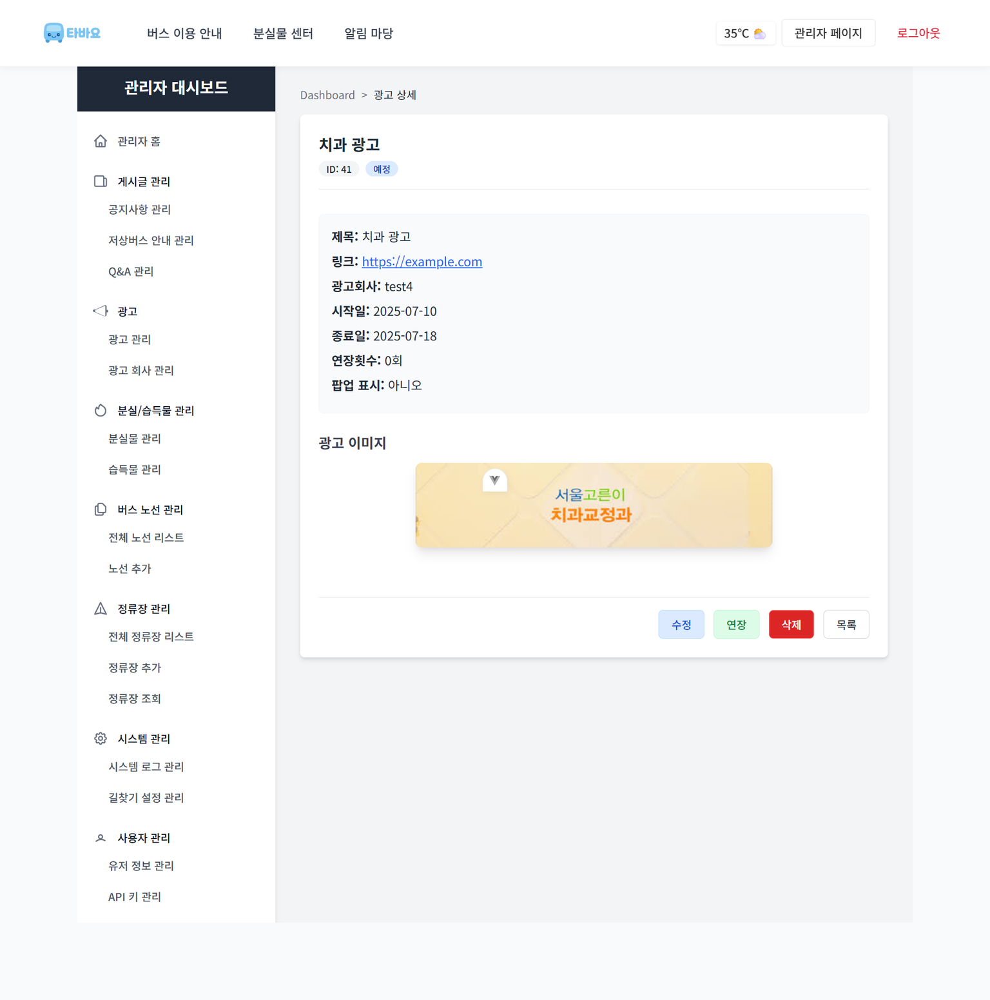 타바요
버스 이용 안내
분실물 센터
알림 마당
35℃
관리자 페이지
로그아웃
관리자 대시보드
관리자 홈
게시글 관리
공지사항 관리
저상버스 안내 관리
Q&A 관리
광고
광고 관리
광고 회사 관리
분실/습득물 관리
분실물 관리
습득물 관리
버스 노선 관리
전체 노선 리스트
노선 추가
정류장 관리
전체 정류장 리스트
정류장 추가
정류장 조회
시스템 관리
시스템 로그 관리
길찾기 설정 관리
사용자 관리
유저 정보 관리
API 키 관리
Dashboard > 광고 상세
치과 광고
ID: 41
예정
제목: 치과 광고
링크: https://example.com
광고회사: test4
시작일: 2025-07-10
종료일: 2025-07-18
연장횟수: 0회
팝업 표시: 아니오
광고 이미지
서울고른이
치과교정과
수정
연장
삭제
목록